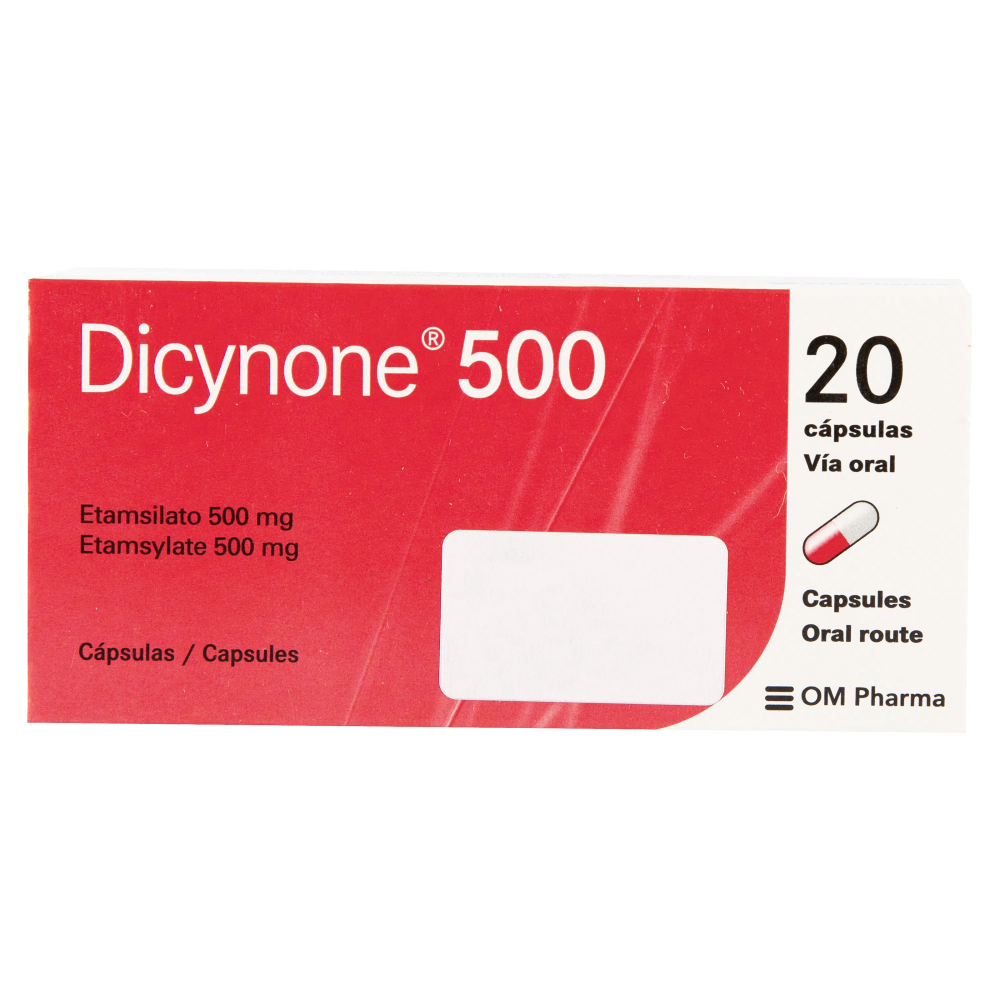 Dicynone® 500
Etamsilato 500 mg
Etamsylate 500 mg
Cápsulas / Capsules
20
cápsulas
Vía oral
Capsules
Oral route
OM Pharma